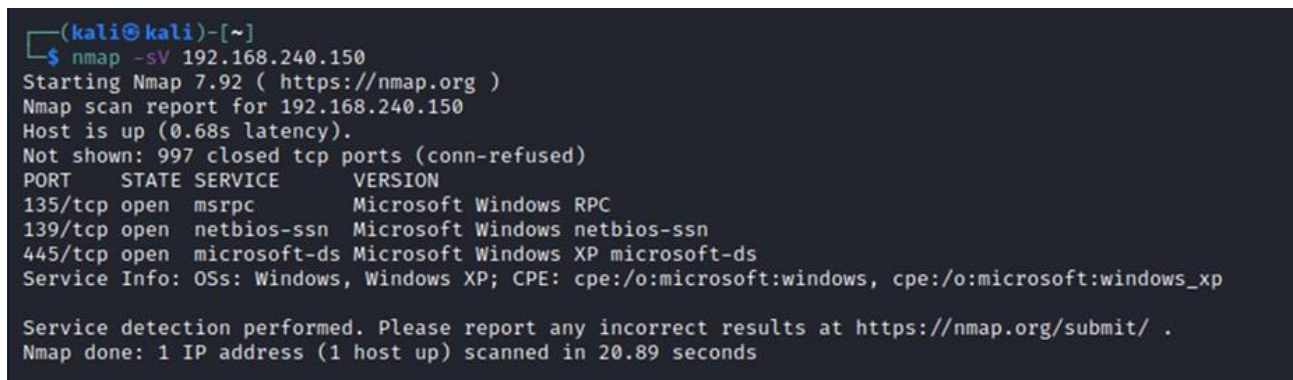 (kali㉿kali)-[~]
$ nmap -sV 192.168.240.150
Starting Nmap 7.92 ( https://nmap.org )
Nmap scan report for 192.168.240.150
Host is up (0.68s latency).
Not shown: 997 closed tcp ports (conn-refused)
PORT    STATE SERVICE      VERSION
135/tcp open  msrpc        Microsoft Windows RPC
139/tcp open  netbios-ssn  Microsoft Windows netbios-ssn
445/tcp open  microsoft-ds Microsoft Windows XP microsoft-ds
Service Info: OSs: Windows, Windows XP; CPE: cpe:/o:microsoft:windows, cpe:/o:microsoft:windows_xp
Service detection performed. Please report any incorrect results at https://nmap.org/submit/ .
Nmap done: 1 IP address (1 host up) scanned in 20.89 seconds